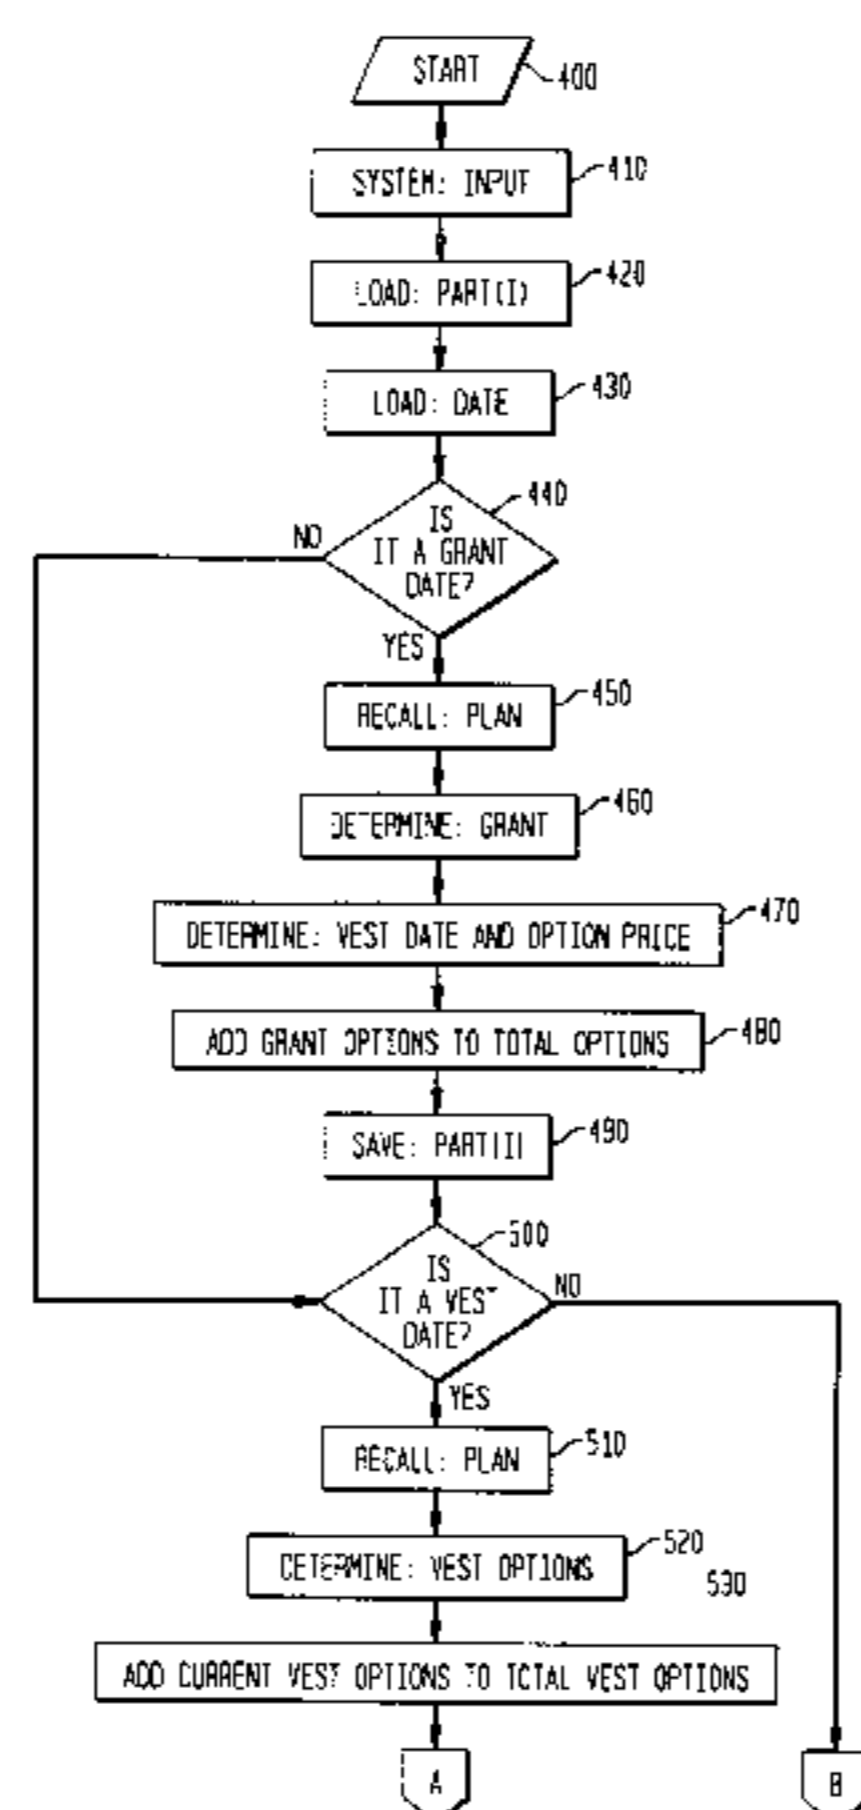 START
400
SYSTEM: INPUT
410
LOAD: PART(I)
420
LOAD: DATE
430
440
IS
IT A GRANT
DATE?
NO
YES
RECALL: PLAN
450
DETERMINE: GRANT
460
DETERMINE: VEST DATE AND OPTION PRICE
470
ADD GRANT OPTIONS TO TOTAL OPTIONS
480
SAVE: PART(I)
490
500
IS
IT A VEST
DATE?
NO
YES
RECALL: PLAN
510
DETERMINE: VEST OPTIONS
520
530
ADD CURRENT VEST OPTIONS TO TOTAL VEST OPTIONS
A
B